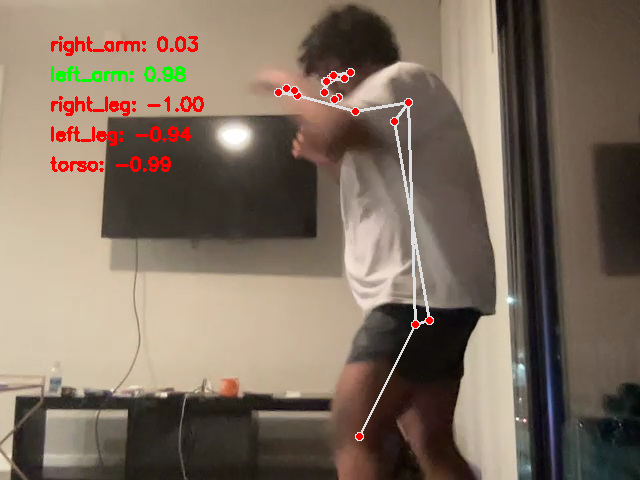 right_arm: 0.03
left_arm: 0.98
right_leg: -1.00
left_leg: -0.94
torso: -0.99